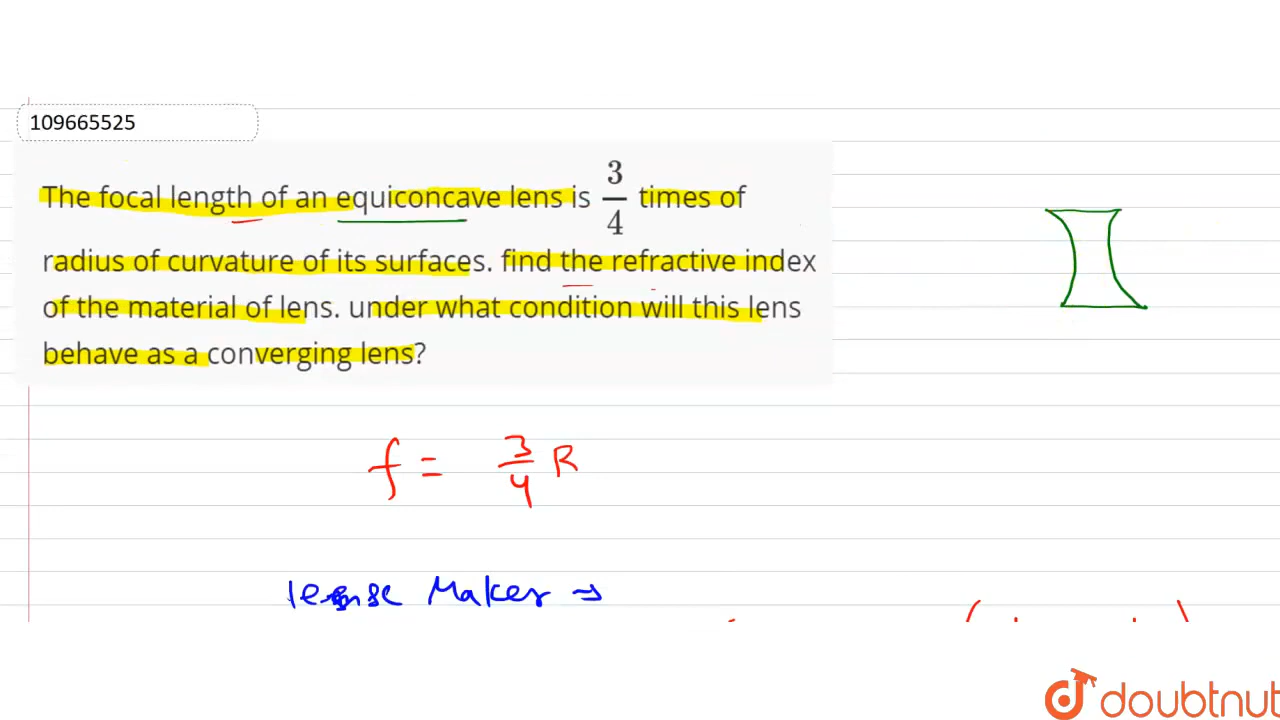 109665525
The focal length of an equiconcave lens is 3/4 times of
radius of curvature of its surfaces. find the refractive index
of the material of lens. under what condition will this lens
behave as a converging lens?
f = 3/4 R
Maker →
doubtnut